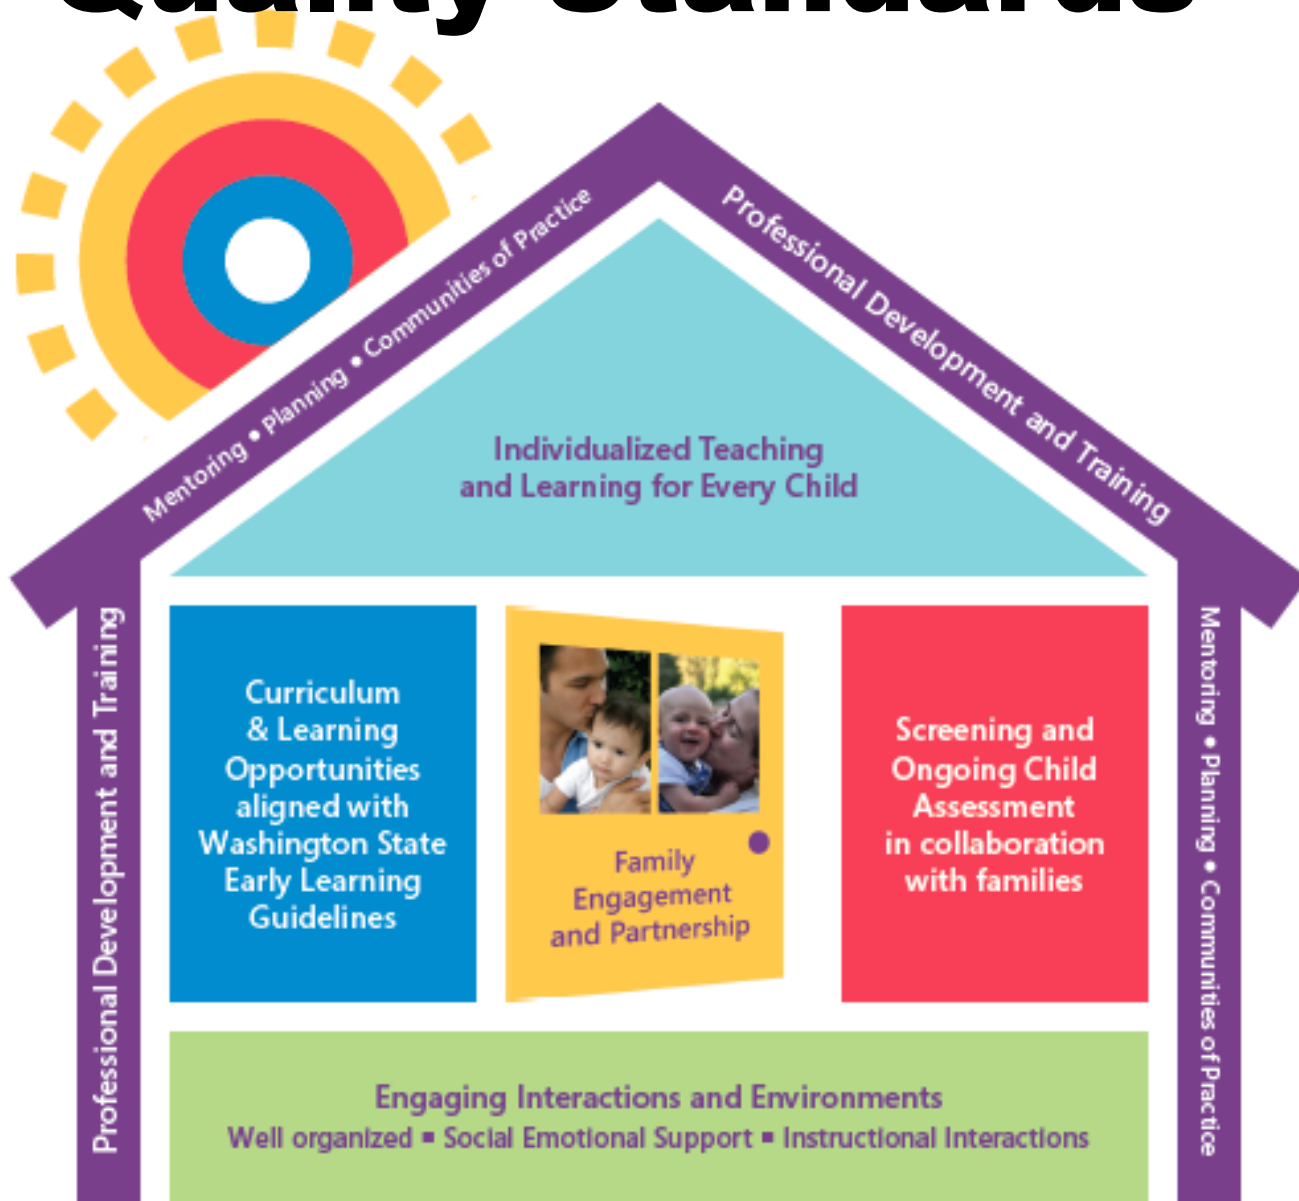 Quality Standards
Mentoring • Planning • Communities of Practice
Professional Development and Training
Individualized Teaching
and Learning for Every Child
Professional Development and Training
Curriculum
& Learning
Opportunities
aligned with
Washington State
Early Learning
Guidelines
Family
Engagement
and Partnership
Screening and
Ongoing Child
Assessment
in collaboration
with families
Mentoring • Planning • Communities of Practice
Engaging Interactions and Environments
Well organized ▪ Social Emotional Support ▪ Instructional Interactions